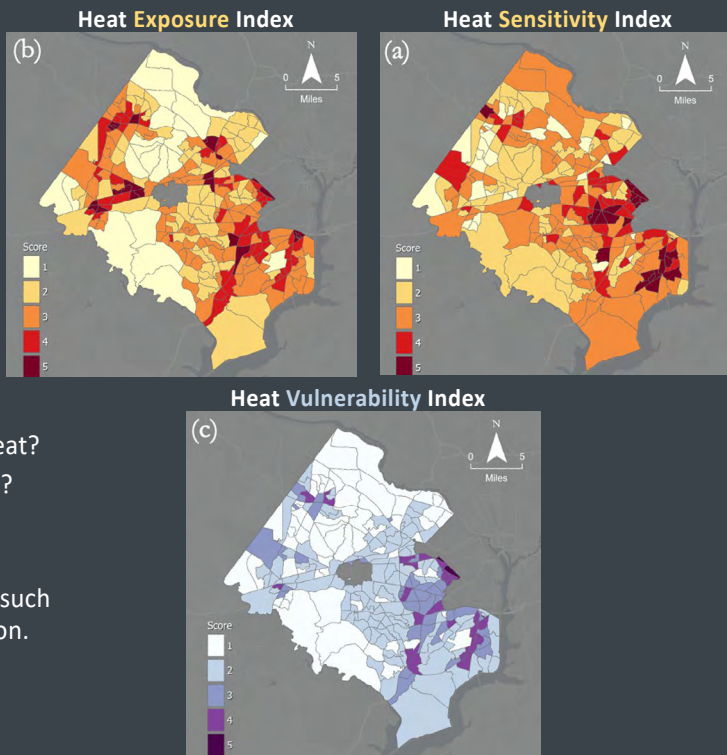 Heat Exposure Index
(b)
N
0 5
Miles
Score
1
2
3
4
5
Heat Sensitivity Index
(a)
N
0 5
Miles
Score
1
2
3
4
5
eat?
?
such
on.
Heat Vulnerability Index
(c)
N
0 5
Miles
Score
1
2
3
4
5